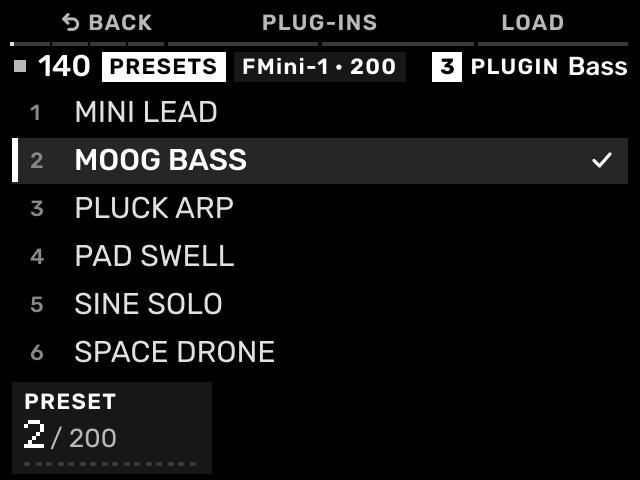 BACK PLUG-INS LOAD
140 PRESETS FMini-1 · 200 3 PLUGIN Bass
1 MINI LEAD
2 MOOG BASS
3 PLUCK ARP
4 PAD SWELL
5 SINE SOLO
6 SPACE DRONE
PRESET
2 / 200